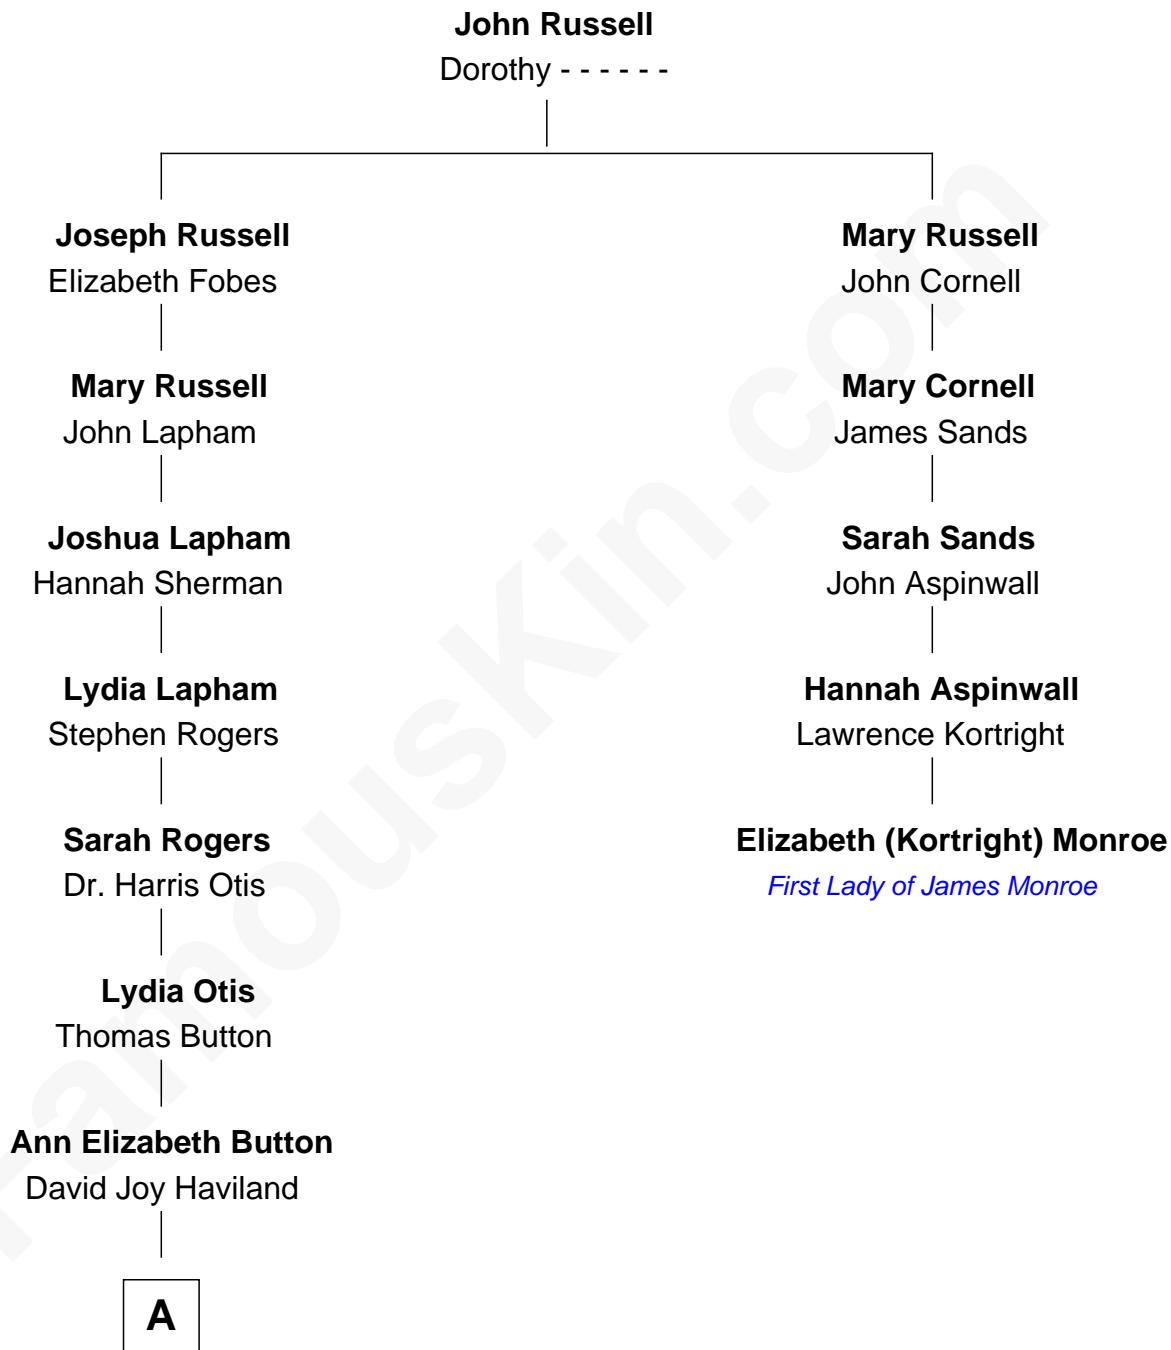 John Russell
Dorothy - - - - - -
Joseph Russell
Elizabeth Fobes
Mary Russell
John Cornell
Mary Russell
John Lapham
Mary Cornell
James Sands
Joshua Lapham
Hannah Sherman
Sarah Sands
John Aspinwall
Lydia Lapham
Stephen Rogers
Hannah Aspinwall
Lawrence Kortright
Sarah Rogers
Dr. Harris Otis
Elizabeth (Kortright) Monroe
First Lady of James Monroe
Lydia Otis
Thomas Button
Ann Elizabeth Button
David Joy Haviland
A
FamousKin.com